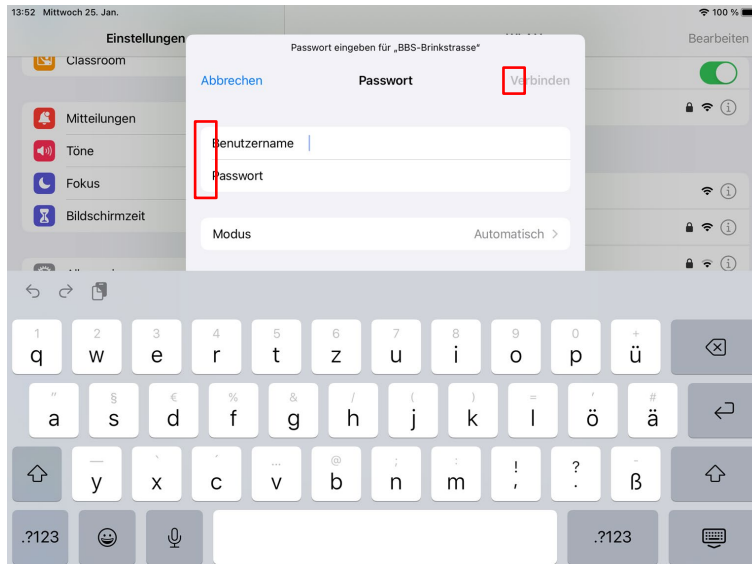 13:52 Mittwoch 25. Jan.
100 %
Einstellungen
Bearbeiten
Classroom
Mitteilungen
Töne
Fokus
Bildschirmzeit
Passwort eingeben für „BBS-Brinkstrasse“
Abbrechen Passwort Verbinden
Benutzername
Passwort
Modus Automatisch
1 2 3 4 5 6 7 8 9 0 +
q w e r t z u i o p ü
" § € % & / ( ) = ' #
a s d f g h j k l ö ä
— ` ´ ... @ ; : ! ? -
y x c v b n m , . ß
.?123 .?123